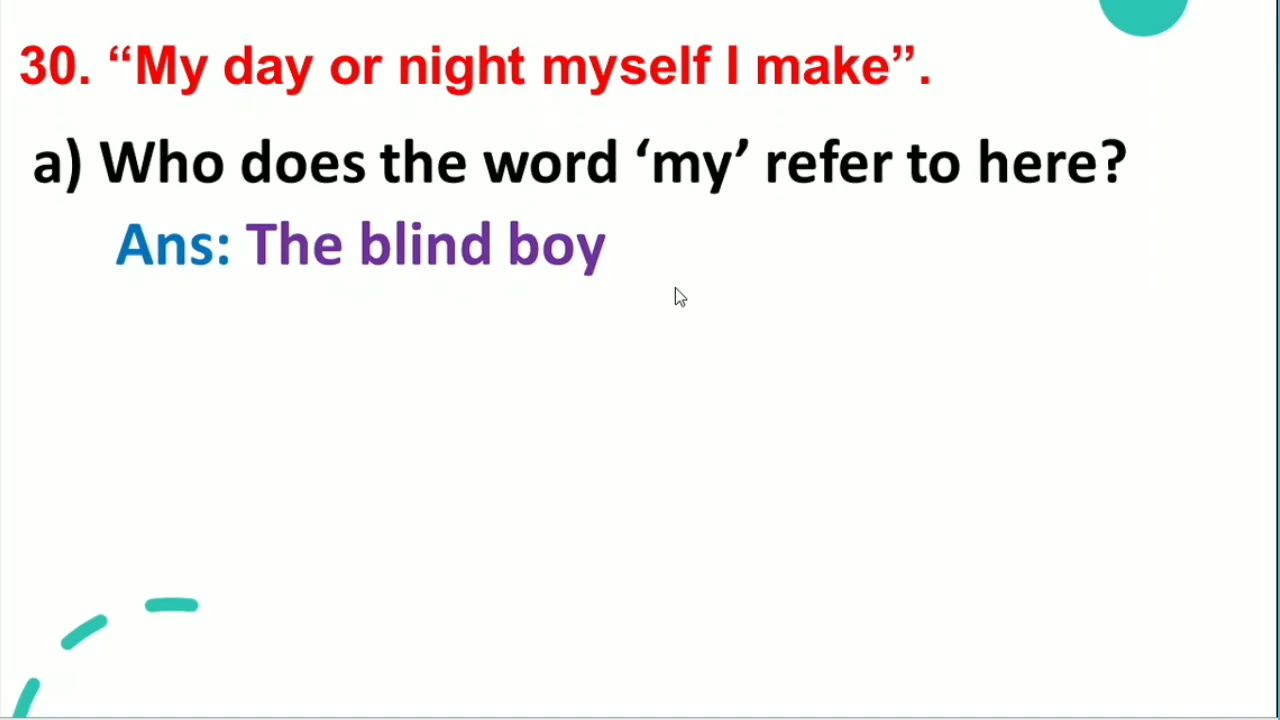 30. “My day or night myself I make”.
a) Who does the word ‘my’ refer to here?
Ans: The blind boy